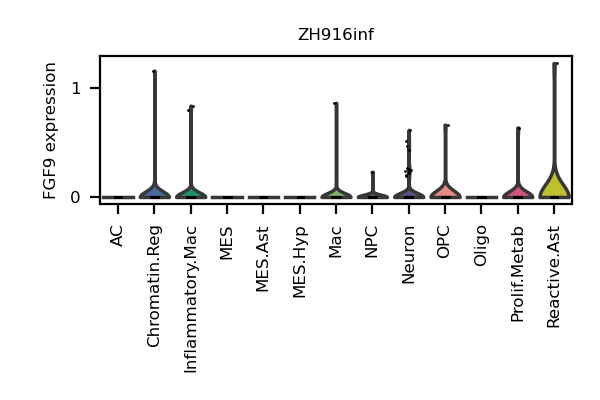 ZH916inf
FGF9 expression
1
0
AC
Chromatin.Reg
Inflammatory.Mac
MES
MES.Ast
MES.Hyp
Mac
NPC
Neuron
OPC
Oligo
Prolif.Metab
Reactive.Ast